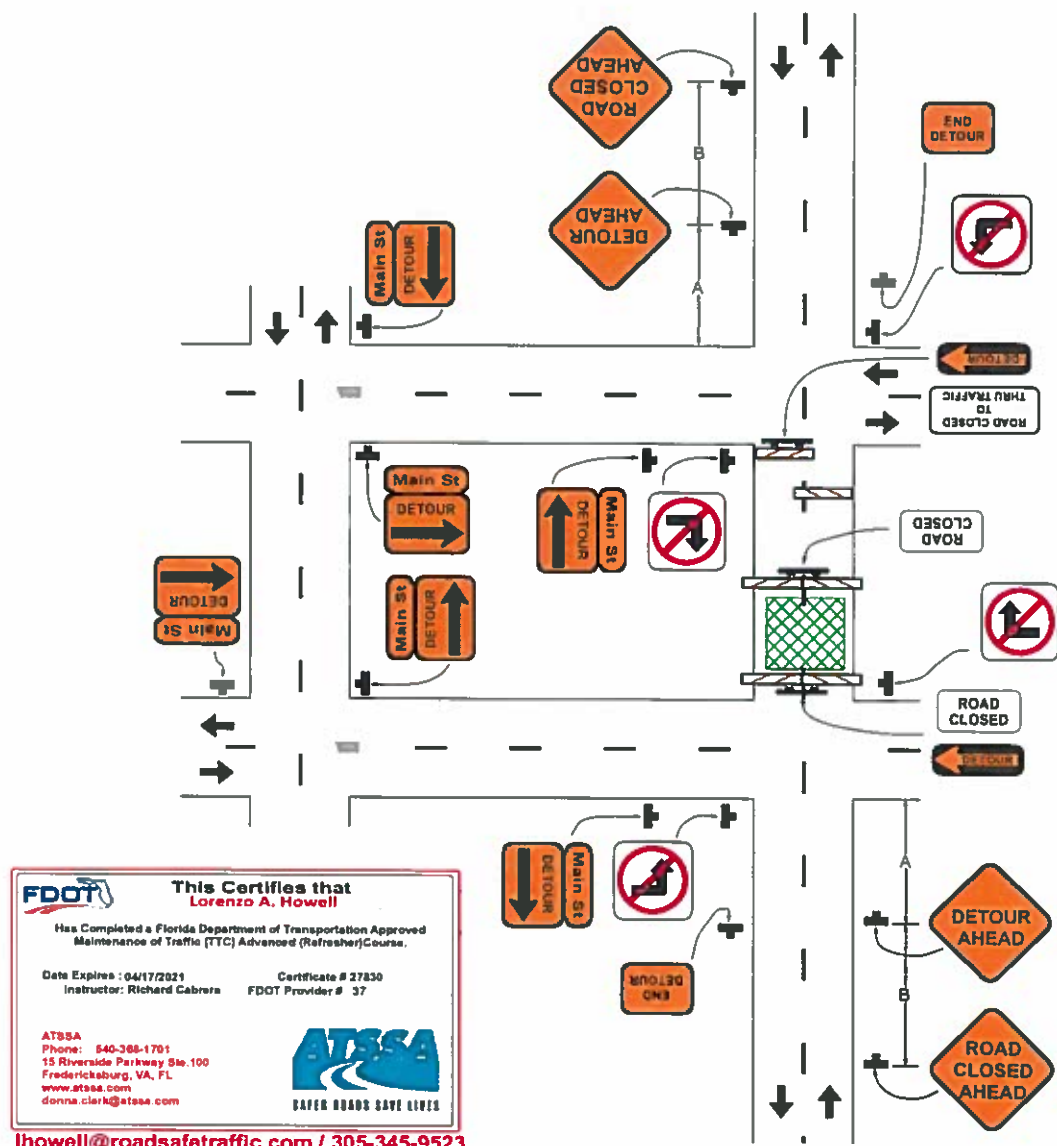 ROAD
CLOSED
AHEAD
B
DETOUR
AHEAD
A
END
DETOUR
Main St
DETOUR
DETOUR
ROAD CLOSED
TO
THRU TRAFFIC
Main St
DETOUR
DETOUR
Main St
ROAD
CLOSED
Main St
DETOUR
Main St
DETOUR
ROAD
CLOSED
DETOUR
DETOUR
Main St
END
DETOUR
A
DETOUR
AHEAD
B
ROAD
CLOSED
AHEAD
FDOT
This Certifies that
Lorenzo A. Howell
Has Completed a Florida Department of Transportation Approved
Maintenance of Traffic (TTC) Advanced (Refresher)Course.
Date Expires : 04/17/2021 Certificate # 27830
Instructor: Richard Cabrera FDOT Provider # 37
ATSSA
Phone: 540-368-1701
15 Riverside Parkway Ste.100
Fredericksburg, VA, FL
www.atssa.com
donna.clark@atssa.com
ATSSA
SAFER ROADS SAVE LIVES
lhowell@roadsafetraffic.com / 305-345-9523